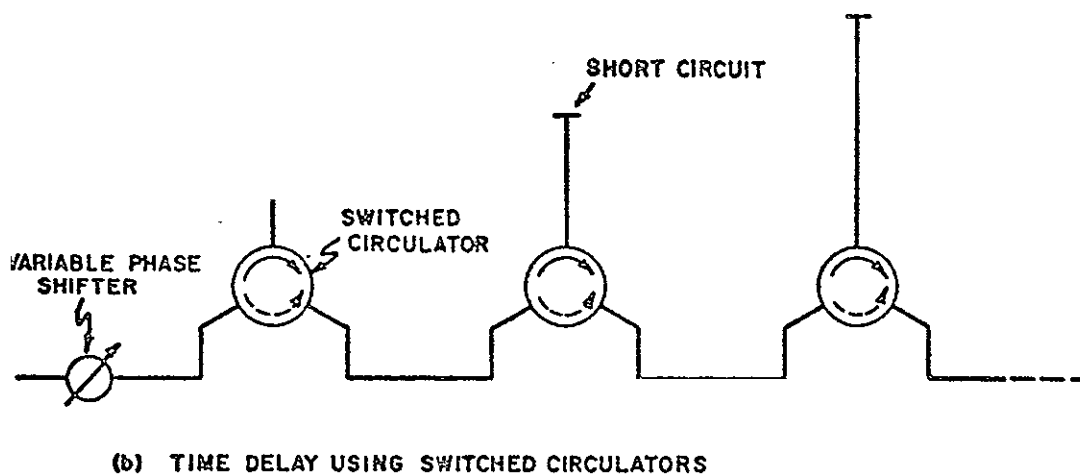 SHORT CIRCUIT
SWITCHED
CIRCULATOR
VARIABLE PHASE
SHIFTER
(b) TIME DELAY USING SWITCHED CIRCULATORS